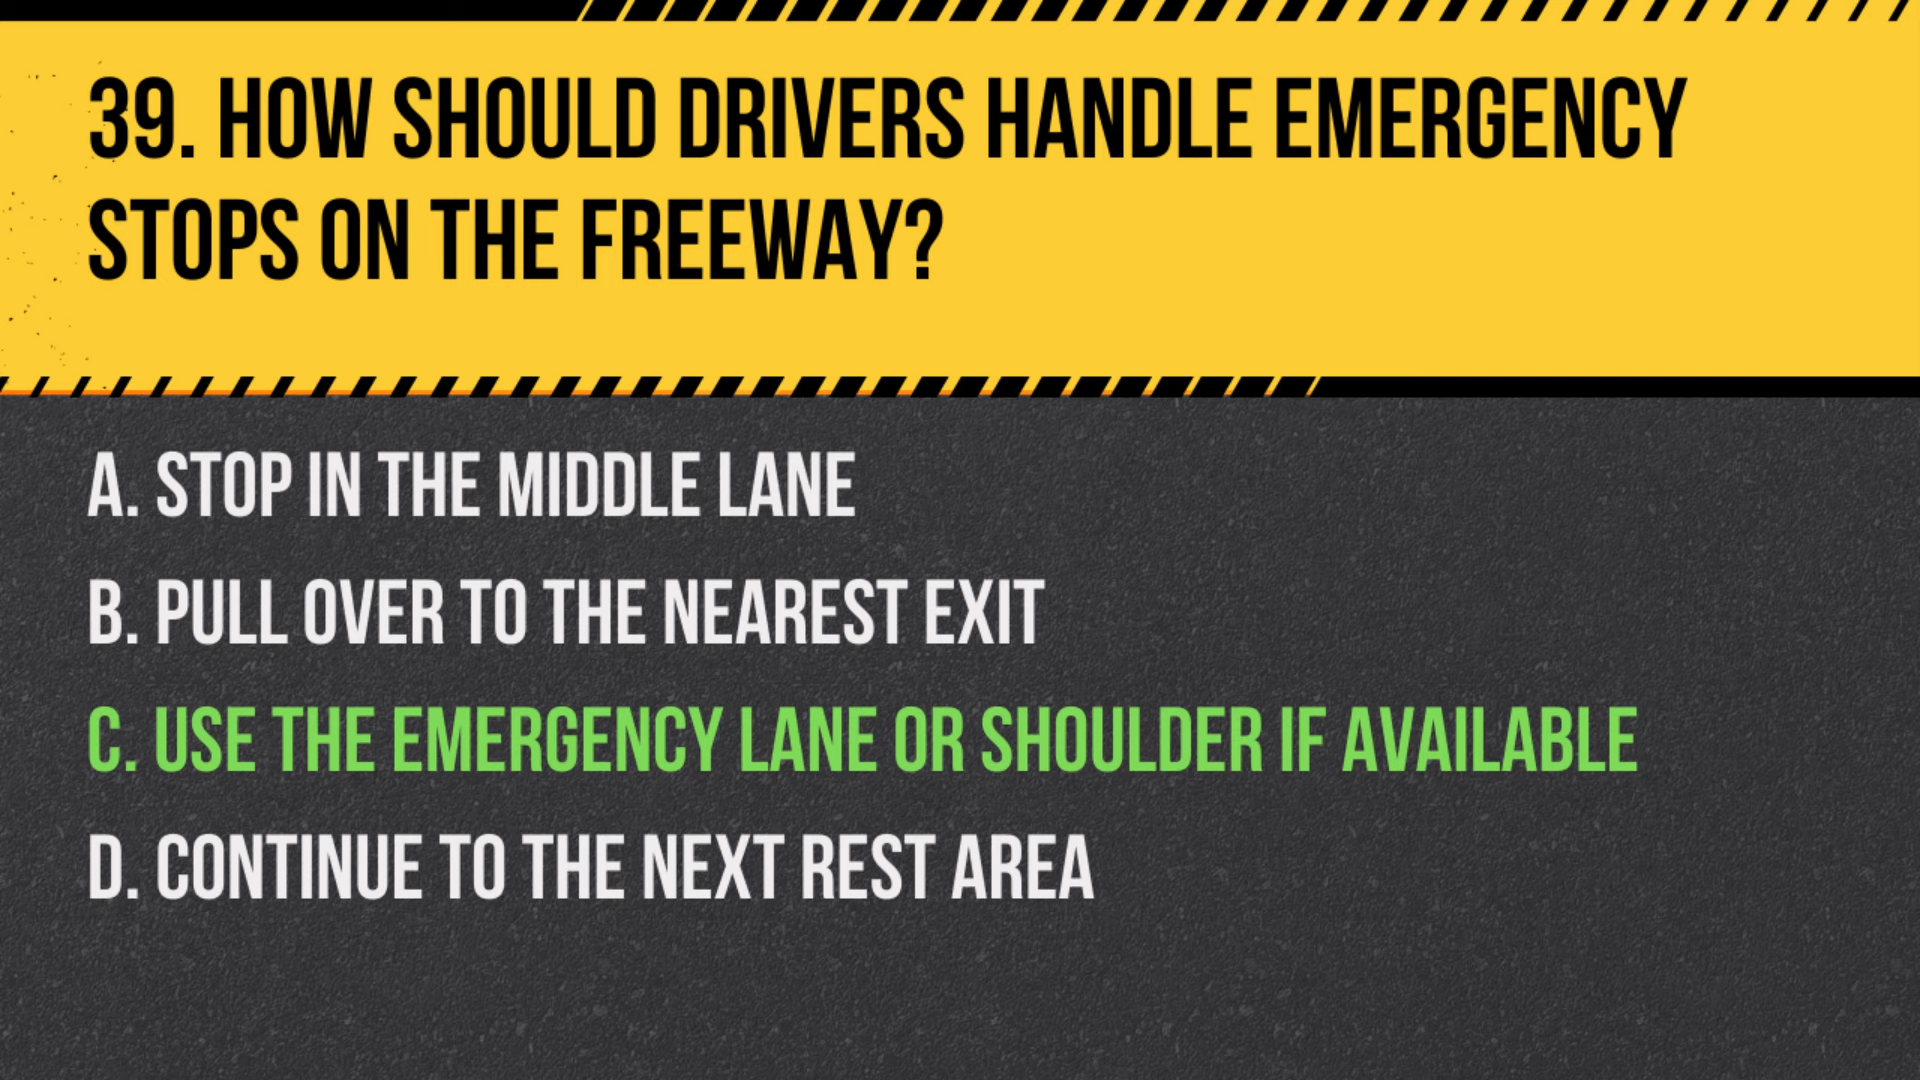 39. HOW SHOULD DRIVERS HANDLE EMERGENCY
STOPS ON THE FREEWAY?
A. STOP IN THE MIDDLE LANE
B. PULL OVER TO THE NEAREST EXIT
C. USE THE EMERGENCY LANE OR SHOULDER IF AVAILABLE
D. CONTINUE TO THE NEXT REST AREA